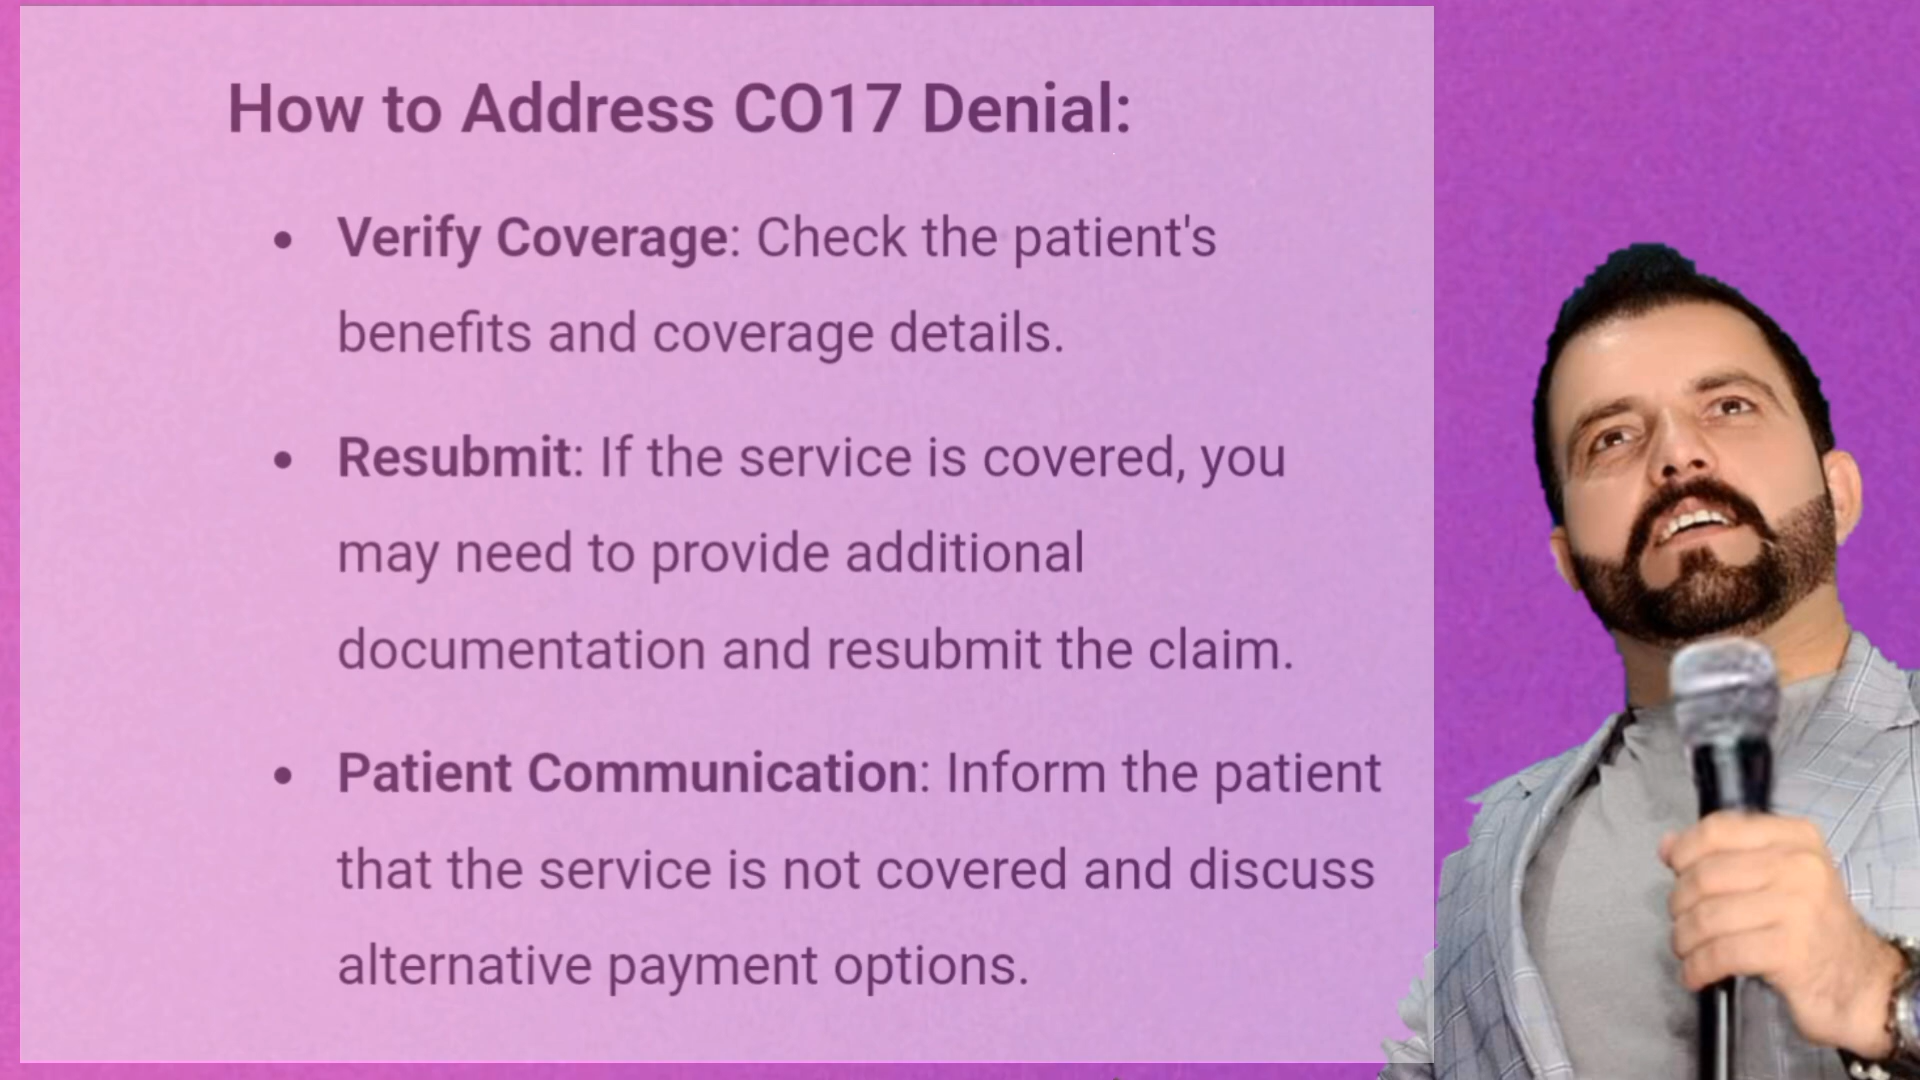 How to Address CO17 Denial:
• Verify Coverage: Check the patient's
benefits and coverage details.
• Resubmit: If the service is covered, you
may need to provide additional
documentation and resubmit the claim.
• Patient Communication: Inform the patient
that the service is not covered and discuss
alternative payment options.